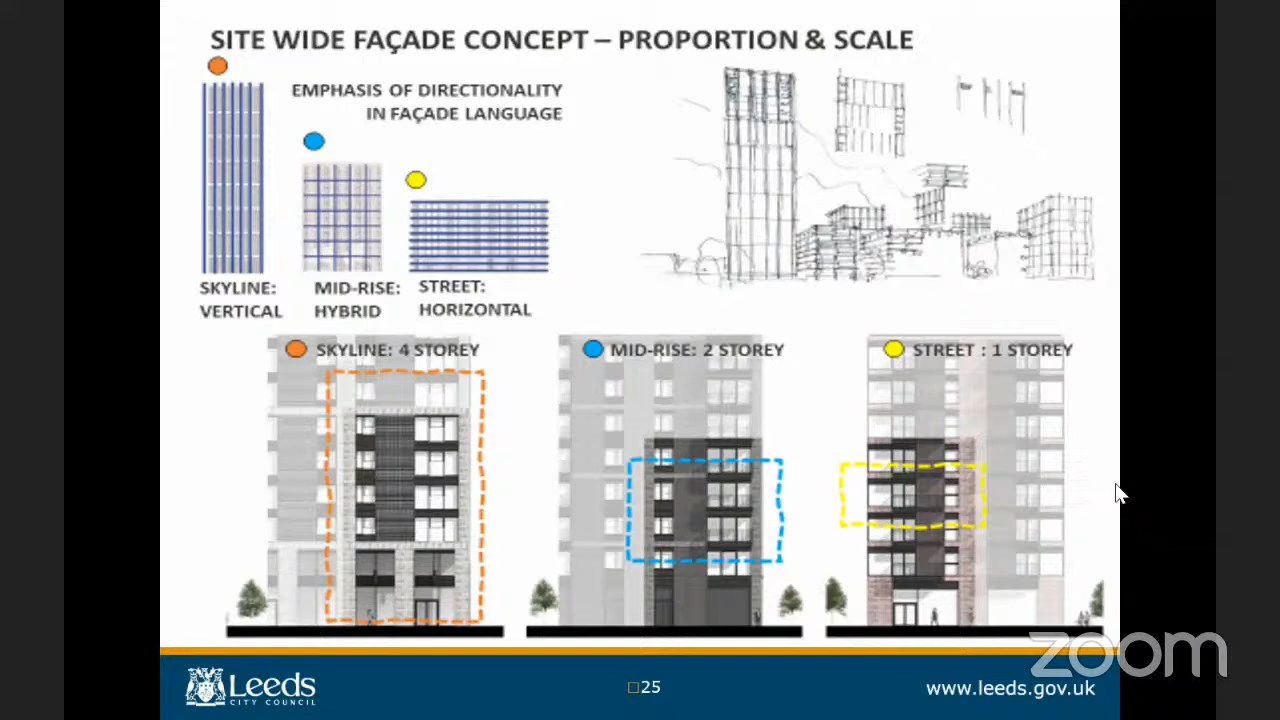 SITE WIDE FAÇADE CONCEPT – PROPORTION & SCALE
EMPHASIS OF DIRECTIONALITY
IN FAÇADE LANGUAGE
SKYLINE:
VERTICAL
MID-RISE:
HYBRID
STREET:
HORIZONTAL
SKYLINE: 4 STOREY
MID-RISE: 2 STOREY
STREET : 1 STOREY
zoom
Leeds
CITY COUNCIL
25
www.leeds.gov.uk